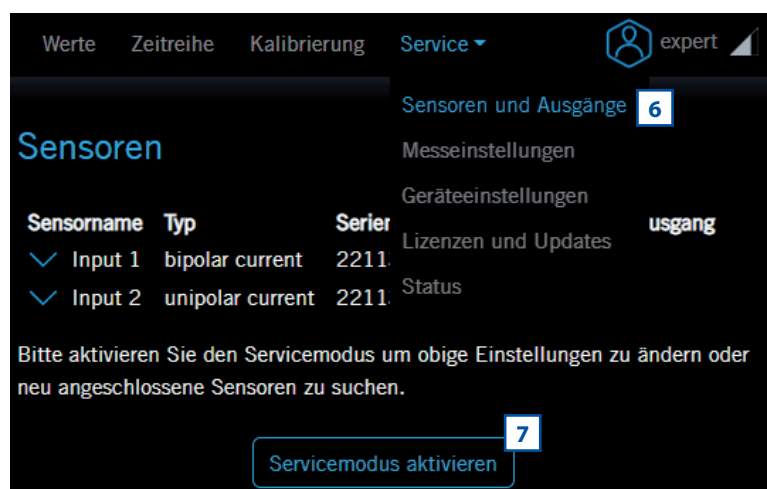 Werte Zeitreihe Kalibrierung Service expert
Sensoren und Ausgänge 6
Sensoren
Messeinstellungen
Geräteeinstellungen
Sensorname Typ usgang
Lizenzen und Updates
Input 1 bipolar current 2211
Status
Input 2 unipolar current 2211
Bitte aktivieren Sie den Servicemodus um obige Einstellungen zu ändern oder
neu angeschlossene Sensoren zu suchen.
7
Servicemodus aktivieren